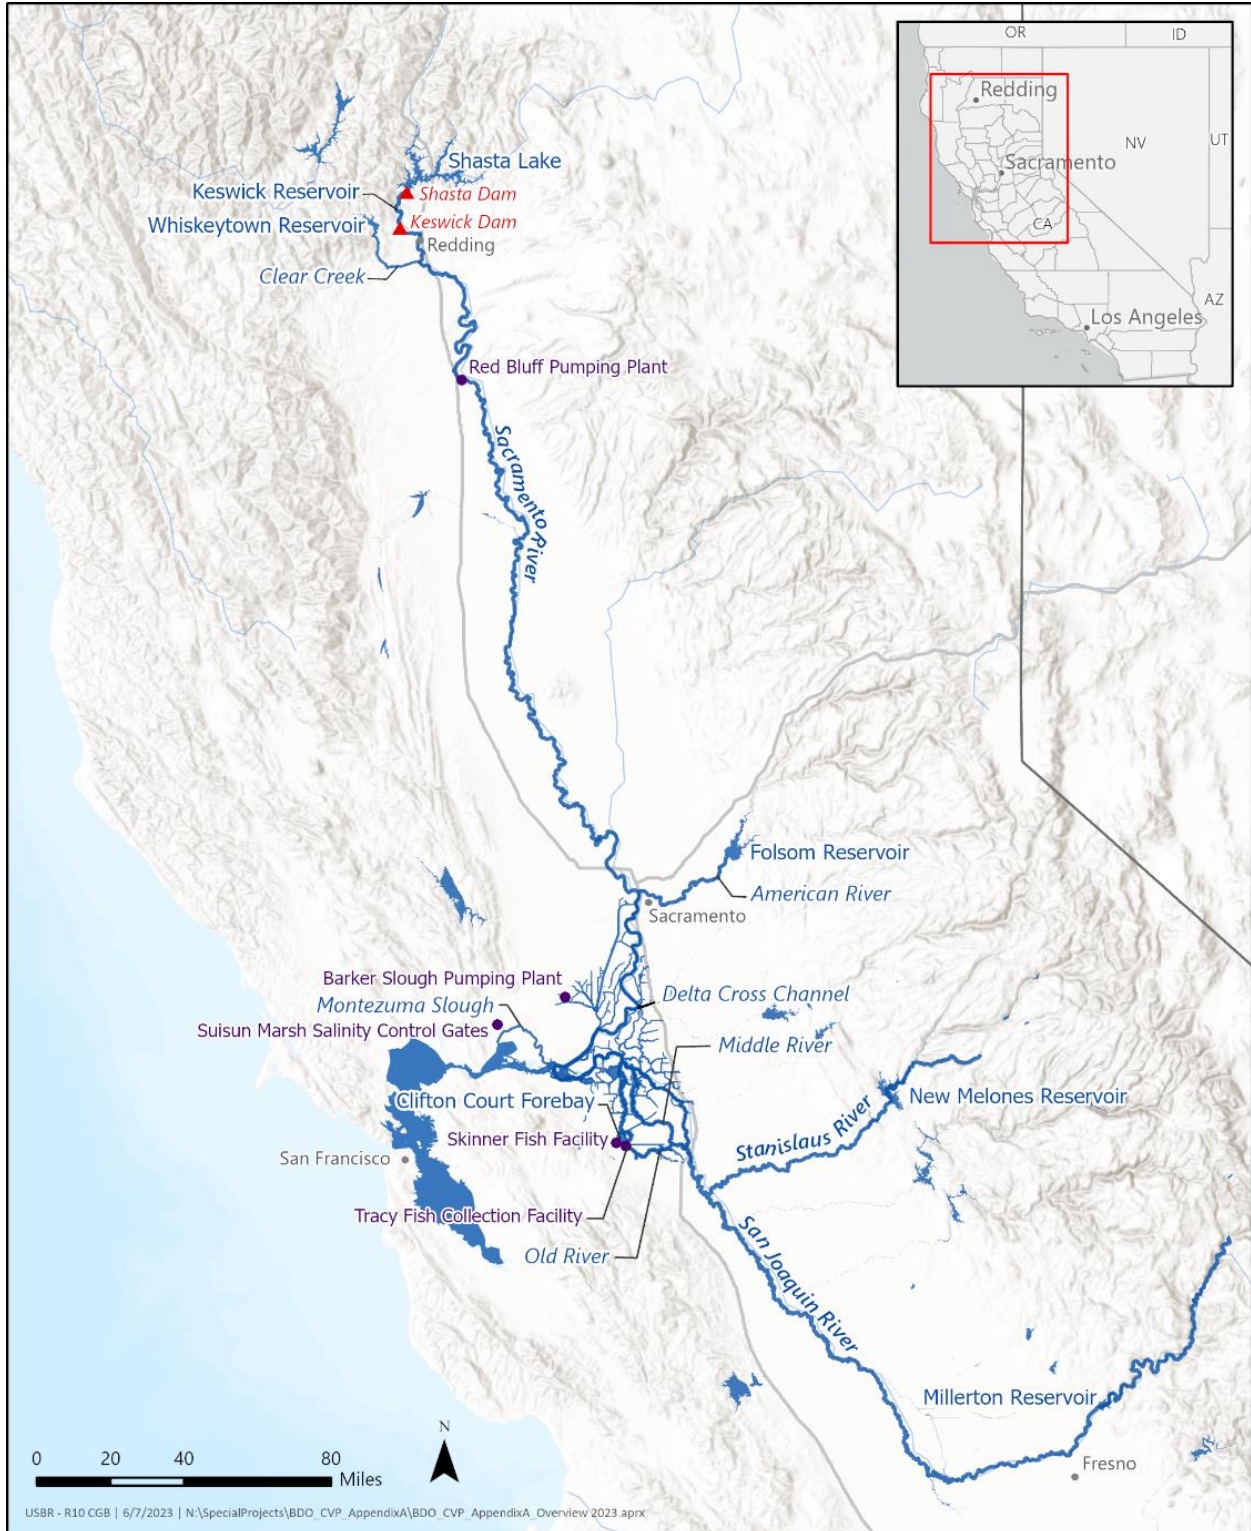 OR
ID
Redding
NV
UT
Sacramento
CA
AZ
Los Angeles
Shasta Lake
Keswick Reservoir
Shasta Dam
Whiskeytown Reservoir
Keswick Dam
Redding
Clear Creek
Red Bluff Pumping Plant
Sacramento River
Folsom Reservoir
American River
Sacramento
Barker Slough Pumping Plant
Delta Cross Channel
Montezuma Slough
Suisun Marsh Salinity Control Gates
Middle River
Clifton Court Forebay
New Melones Reservoir
Stanislaus River
Skinner Fish Facility
San Francisco
Tracy Fish Collection Facility
Old River
San Joaquin River
Millerton Reservoir
N
0 20 40 80
Miles
Fresno
USBR - R10 CGB | 6/7/2023 | N:\SpecialProjects\BDO_CVP_AppendixA\BDO_CVP_AppendixA_Overview 2023.aprx